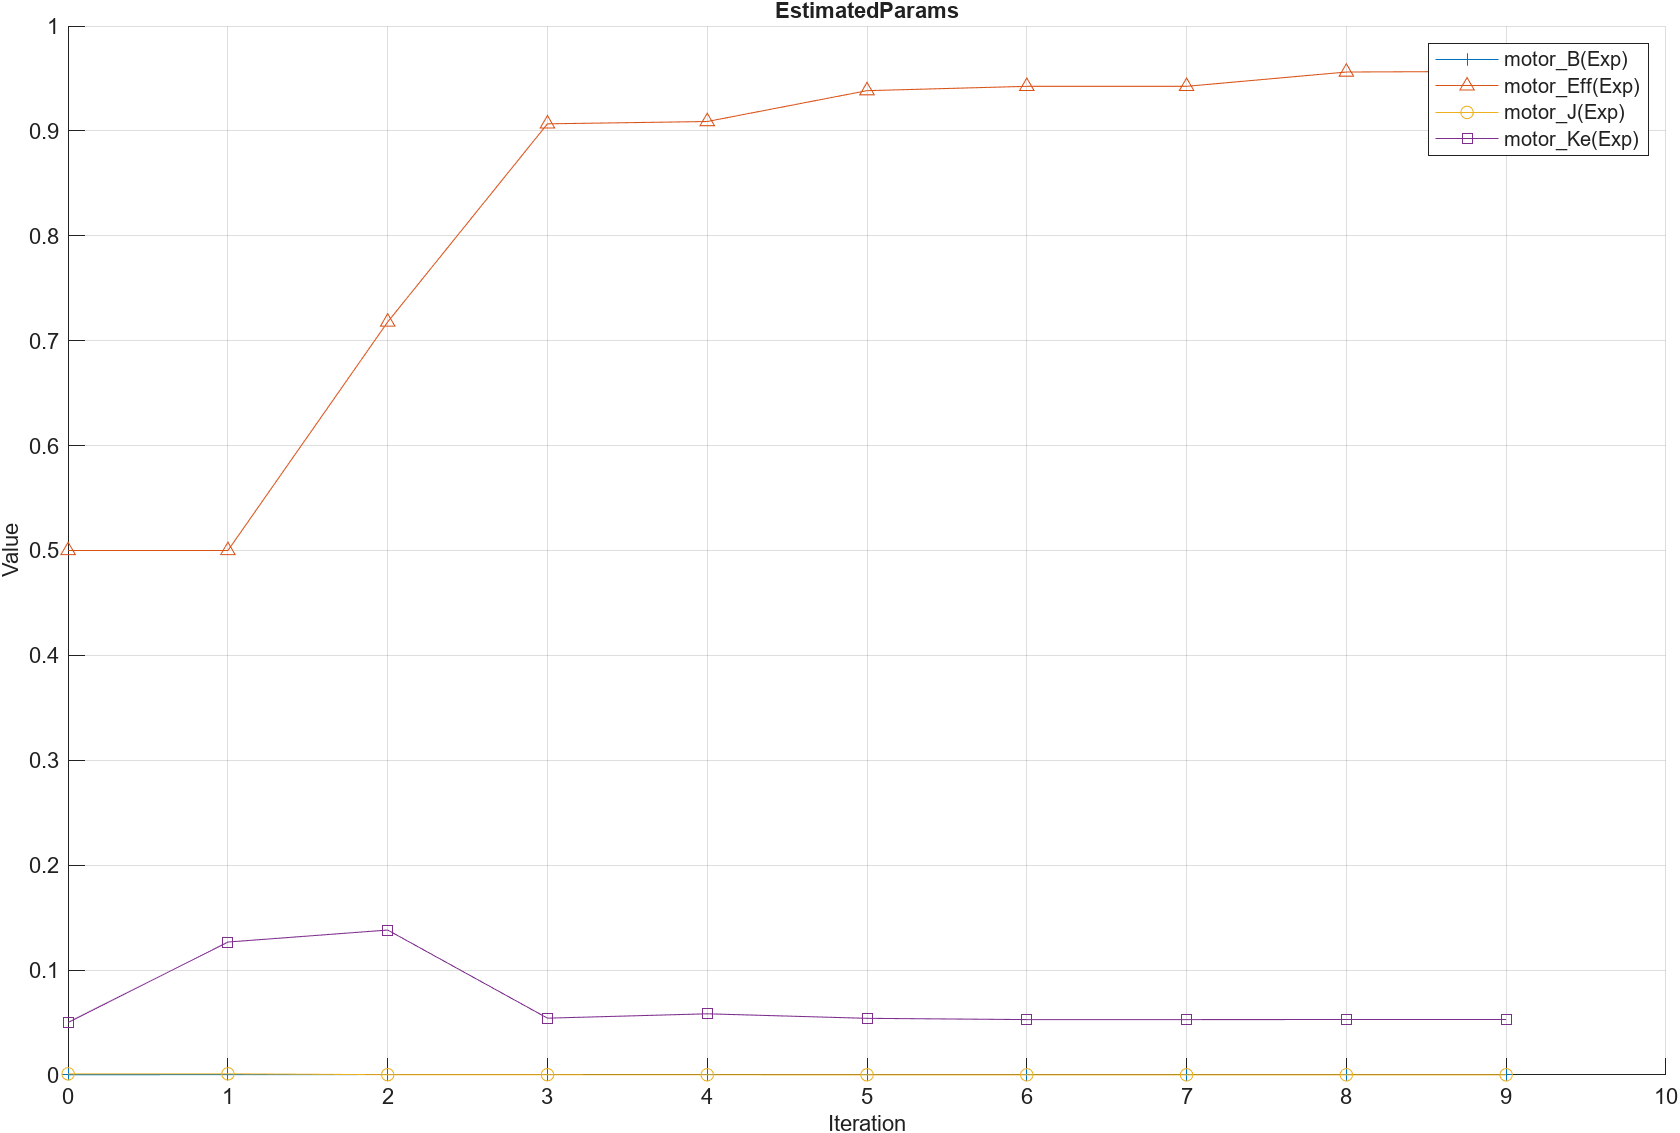 EstimatedParams
motor_B(Exp)
motor_Eff(Exp)
motor_J(Exp)
motor_Ke(Exp)
1
0.9
0.8
0.7
0.6
0.5
0.4
0.3
0.2
0.1
0
Value
0 1 2 3 4 5 6 7 8 9 10
Iteration